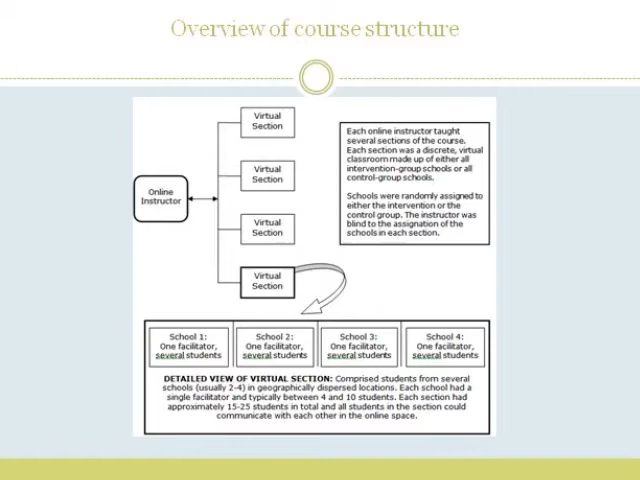 Overview of course structure
Virtual
Section
Each online instructor taught
several sections of the course.
Each section was a discrete, virtual
classroom made up of either all
intervention-group schools or all
control-group schools.
Schools were randomly assigned to
either the intervention or the
control group. The instructor was
blind to the assignation of the
schools in each section.
Virtual
Section
Online
Instructor
Virtual
Section
Virtual
Section
School 1:
One facilitator,
several students
School 2:
One facilitator,
several students
School 3:
One facilitator,
several students
School 4:
One facilitator,
several students
DETAILED VIEW OF VIRTUAL SECTION: Comprised students from several
schools (usually 2-4) in geographically dispersed locations. Each school had a
single facilitator and typically between 4 and 10 students. Each section had
approximately 15-25 students in total and all students in the section could
communicate with each other in the online space.